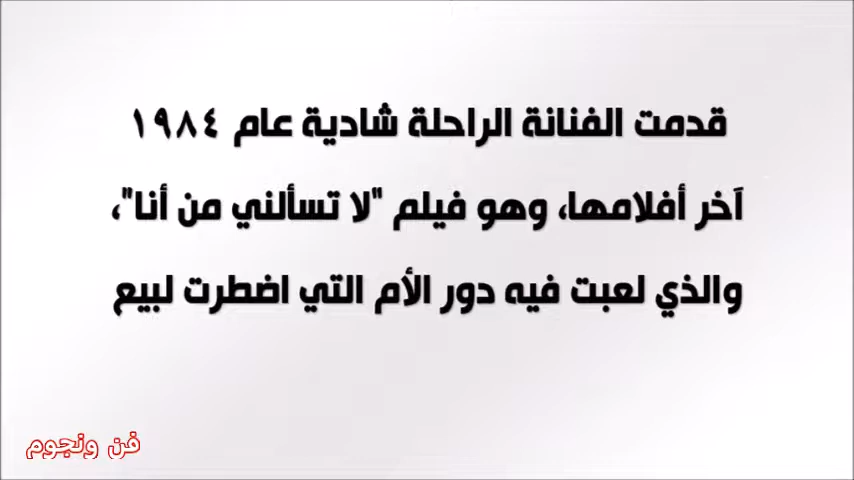 قدمت الفنانة الراحلة شادية عام ١٩٨٤
آخر أفلامها، وهو فيلم "لا تسألني من أنا"،
والذي لعبت فيه دور الأم التي اضطرت لبيع
فن ونجوم